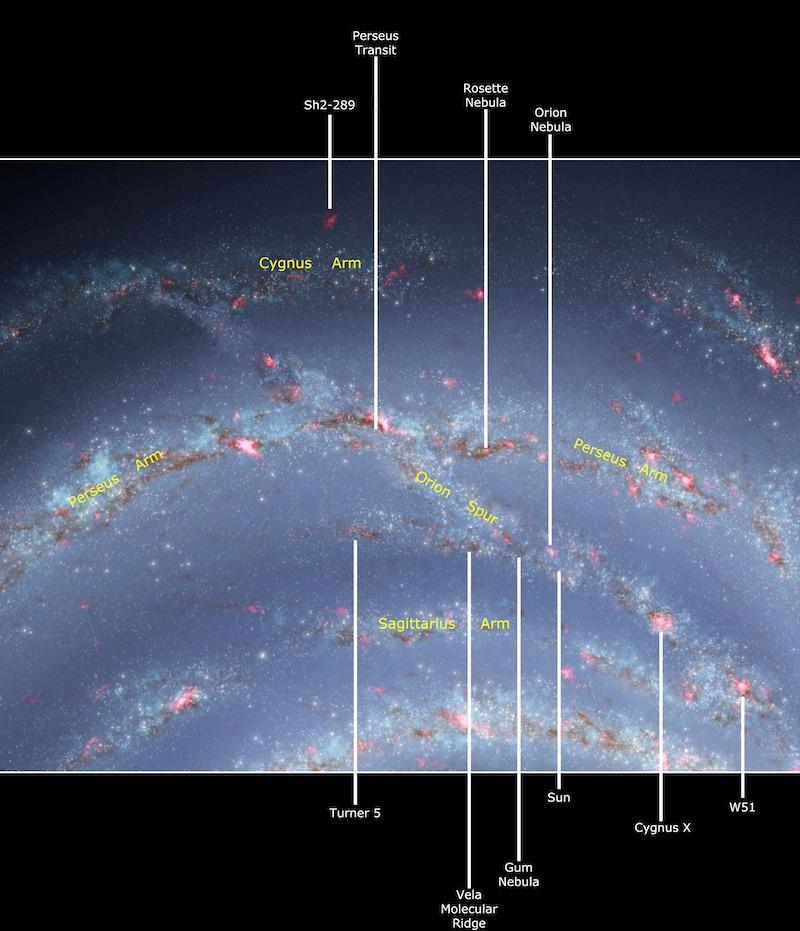 Perseus
Transit
Rosette
Nebula
Sh2-289
Orion
Nebula
Cygnus Arm
Perseus Arm
Perseus Arm
Orion Spur
Sagittarius Arm
Sun
W51
Turner 5
Cygnus X
Gum
Nebula
Vela
Molecular
Ridge